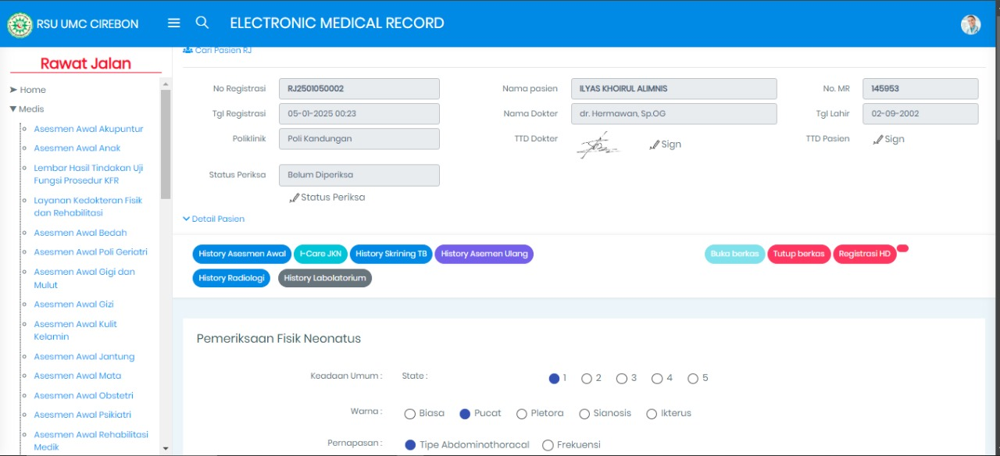 RSU UMC CIREBON
ELECTRONIC MEDICAL RECORD
Rawat Jalan
Home
Medis
Asesmen Awal Akupuntur
Asesmen Awal Anak
Lembar Hasil Tindakan Uji
Fungsi Prosedur KFR
Layanan Kedokteran Fisik
dan Rehabilitasi
Asesmen Awal Bedah
Asesmen Awal Poli Geriatri
Asesmen Awal Gigi dan
Mulut
Asesmen Awal Gizi
Asesmen Awal Kulit
Kelamin
Asesmen Awal Jantung
Asesmen Awal Mata
Asesmen Awal Obstetri
Asesmen Awal Psikiatri
Asesmen Awal Rehabilitasi
Medik
Cari Pasien RJ
No Registrasi RJ2501050002 Nama pasien ILYAS KHOIRUL ALIMNIS No. MR 145953
Tgl Registrasi 05-01-2025 00:23 Nama Dokter dr. Hermawan, Sp.OG Tgl Lahir 02-09-2002
Poliklinik Poli Kandungan TTD Dokter Sign TTD Pasien Sign
Status Periksa Belum Diperiksa
Status Periksa
Detail Pasien
History Asesmen Awal I-Care JKN History Skrining TB History Asemen Ulang Buka berkas Tutup berkas Registrasi HD
History Radiologi History Labolatorium
Pemeriksaan Fisik Neonatus
Keadaan Umum : State : 1 2 3 4 5
Warna : Biasa Pucat Pletora Sianosis Ikterus
Pernapasan : Tipe Abdominothoracal Frekuensi